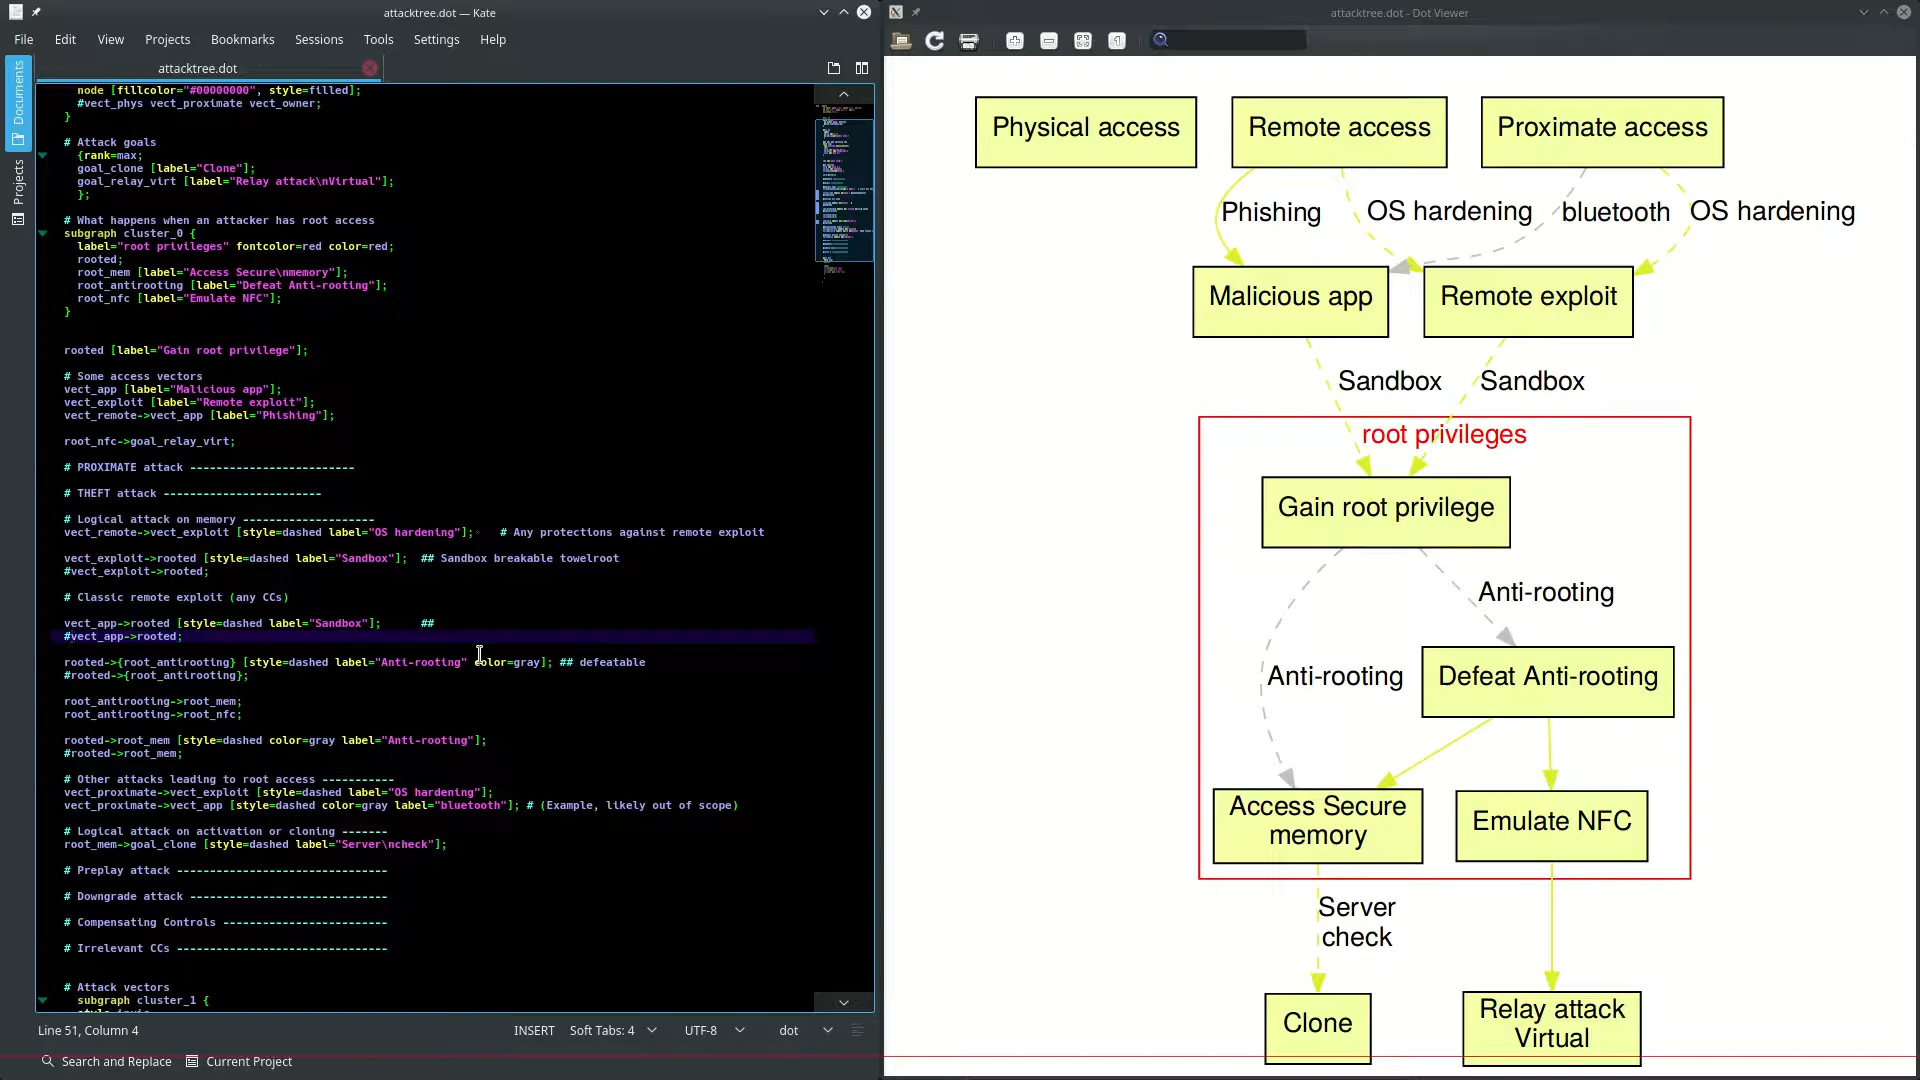 attacktree.dot — Kate
File Edit View Projects Bookmarks Sessions Tools Settings Help
Documents
Projects
attacktree.dot
node [fillcolor="#00000000", style=filled];
#vect_phys vect_proximate vect_owner;
}
# Attack goals
{rank=max;
goal_clone [label="Clone"];
goal_relay_virt [label="Relay attack\nVirtual"];
};
# What happens when an attacker has root access
subgraph cluster_0 {
label="root privileges" fontcolor=red color=red;
rooted;
root_mem [label="Access Secure\nmemory"];
root_antirooting [label="Defeat Anti-rooting"];
root_nfc [label="Emulate NFC"];
}
rooted [label="Gain root privilege"];
# Some access vectors
vect_app [label="Malicious app"];
vect_exploit [label="Remote exploit"];
vect_remote->vect_app [label="Phishing"];
root_nfc->goal_relay_virt;
# PROXIMATE attack -------------------------
# THEFT attack ------------------------
# Logical attack on memory --------------------
vect_remote->vect_exploit [style=dashed label="OS hardening"];    # Any protections against remote exploit
vect_exploit->rooted [style=dashed label="Sandbox"];  ## Sandbox breakable towelroot
#vect_exploit->rooted;
# Classic remote exploit (any CCs)
vect_app->rooted [style=dashed label="Sandbox"];      ##
#vect_app->rooted;
rooted->{root_antirooting} [style=dashed label="Anti-rooting" color=gray]; ## defeatable
#rooted->{root_antirooting};
root_antirooting->root_mem;
root_antirooting->root_nfc;
rooted->root_mem [style=dashed color=gray label="Anti-rooting"];
#rooted->root_mem;
# Other attacks leading to root access -----------
vect_proximate->vect_exploit [style=dashed label="OS hardening"];
vect_proximate->vect_app [style=dashed color=gray label="bluetooth"]; # (Example, likely out of scope)
# Logical attack on activation or cloning -------
root_mem->goal_clone [style=dashed label="Server\ncheck"];
# Preplay attack --------------------------------
# Downgrade attack ------------------------------
# Compensating Controls -------------------------
# Irrelevant CCs --------------------------------
# Attack vectors
subgraph cluster_1 {
Line 51, Column 4 INSERT Soft Tabs: 4 UTF-8 dot
Search and Replace Current Project
attacktree.dot - Dot Viewer
Physical access Remote access Proximate access
Phishing OS hardening bluetooth OS hardening
Malicious app Remote exploit
Sandbox Sandbox
root privileges
Gain root privilege
Anti-rooting
Anti-rooting Defeat Anti-rooting
Access Secure
memory
Emulate NFC
Server
check
Clone
Relay attack
Virtual